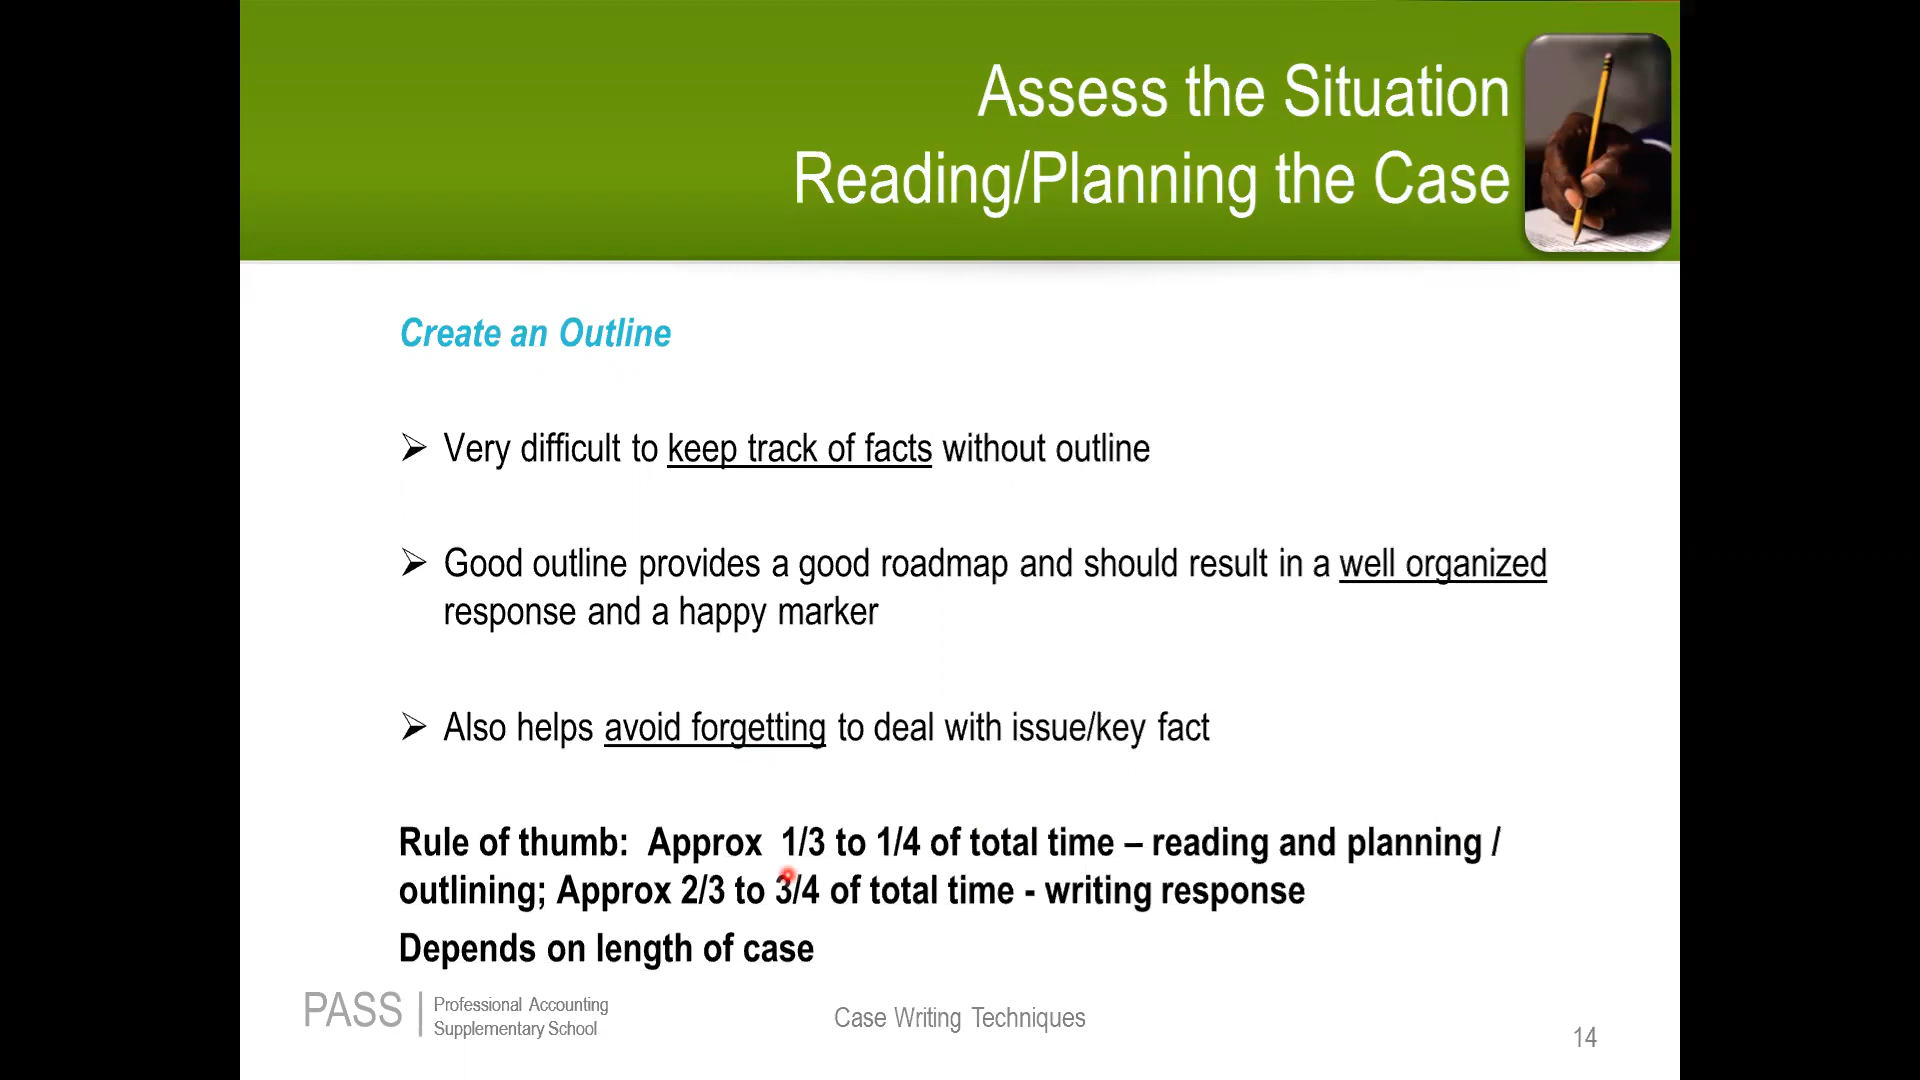 Assess the Situation
Reading/Planning the Case
Create an Outline
Very difficult to keep track of facts without outline
Good outline provides a good roadmap and should result in a well organized
response and a happy marker
Also helps avoid forgetting to deal with issue/key fact
Rule of thumb:  Approx  1/3 to 1/4 of total time – reading and planning /
outlining; Approx 2/3 to 3/4 of total time - writing response
Depends on length of case
PASS
Professional Accounting
Supplementary School
Case Writing Techniques
14